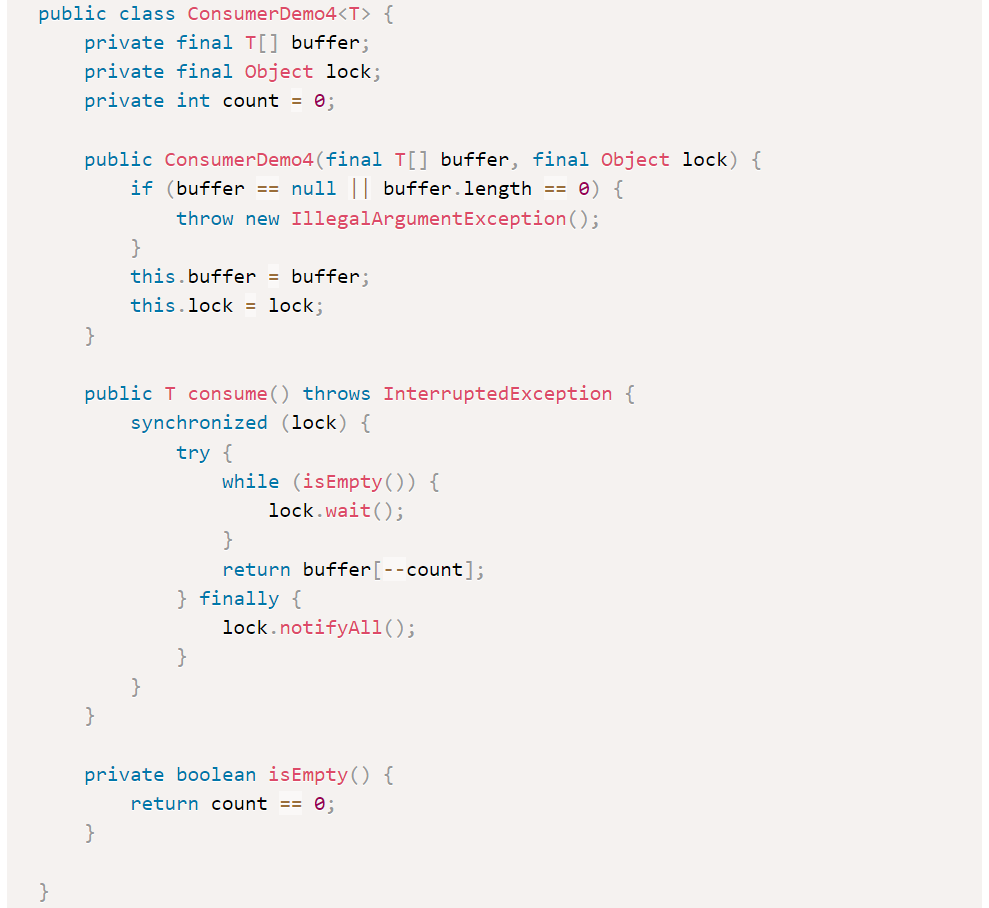 public class ConsumerDemo4<T> {
    private final T[] buffer;
    private final Object lock;
    private int count = 0;

    public ConsumerDemo4(final T[] buffer, final Object lock) {
        if (buffer == null || buffer.length == 0) {
            throw new IllegalArgumentException();
        }
        this.buffer = buffer;
        this.lock = lock;
    }

    public T consume() throws InterruptedException {
        synchronized (lock) {
            try {
                while (isEmpty()) {
                    lock.wait();
                }
                return buffer[--count];
            } finally {
                lock.notifyAll();
            }
        }
    }

    private boolean isEmpty() {
        return count == 0;
    }

}